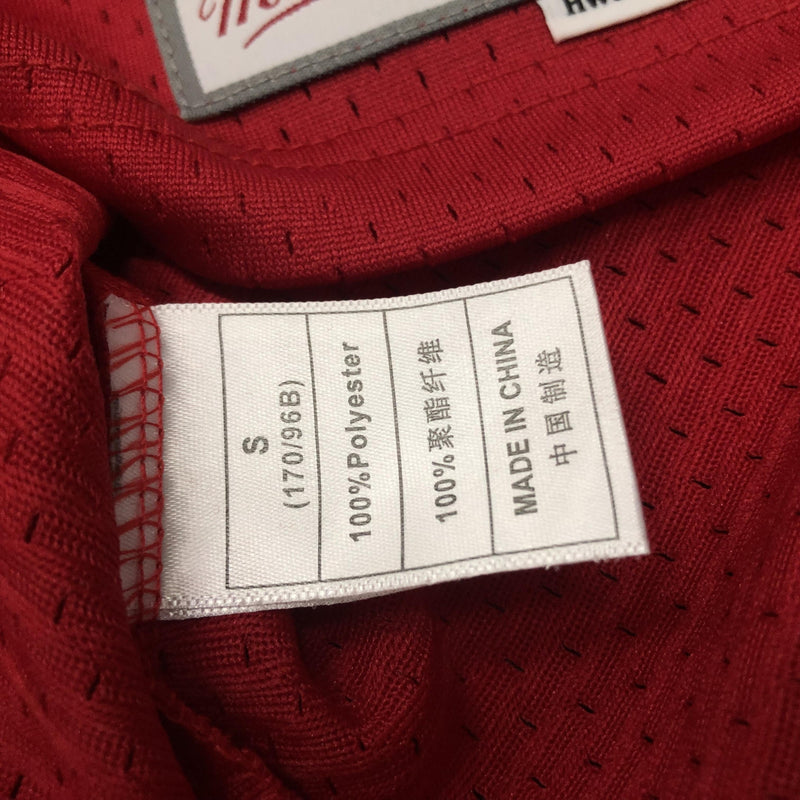 S
(170/96B)
100%Polyester
100%聚酯纤维
MADE IN CHINA
中国制造